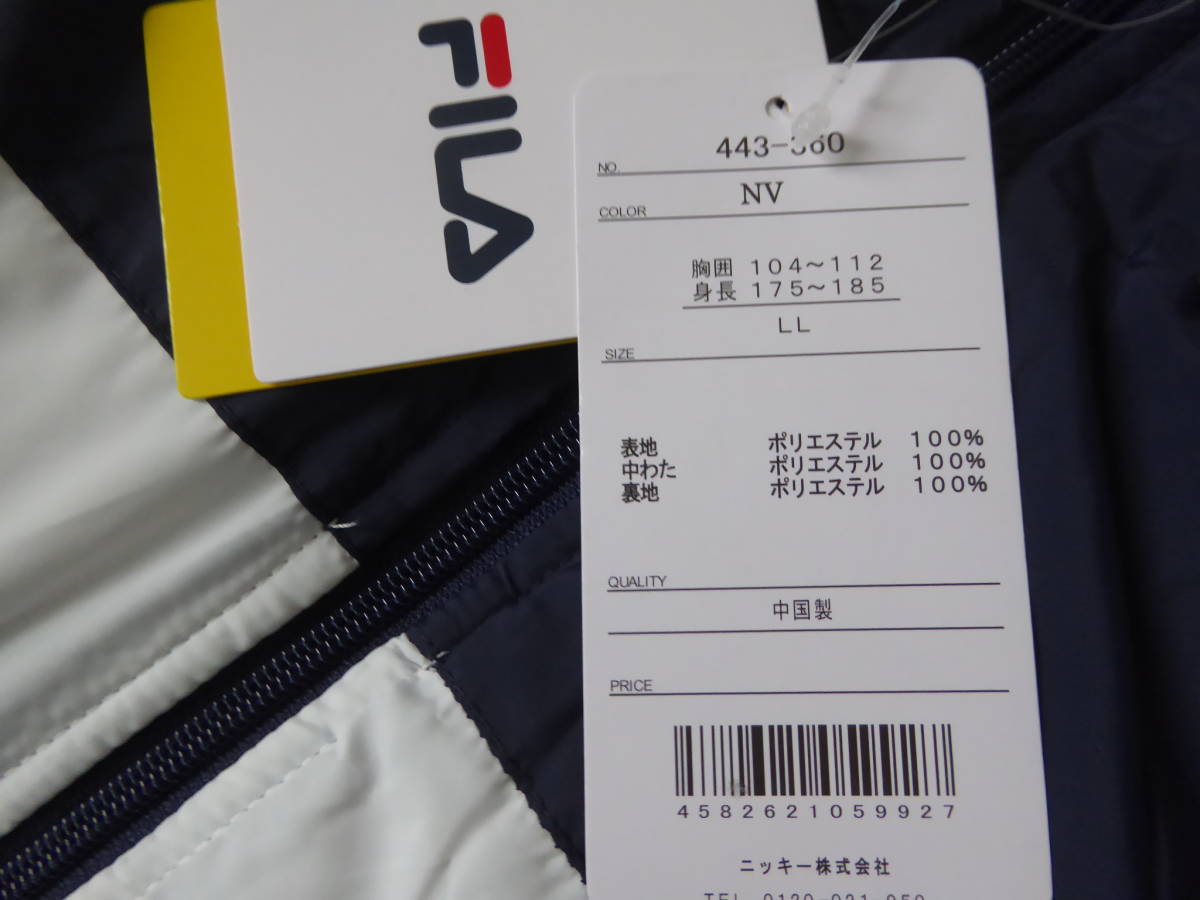 FILA
443-360
NO.
NV
COLOR
胸囲 104〜112
身長 175〜185
LL
SIZE
表地 ポリエステル 100%
中わた ポリエステル 100%
裏地 ポリエステル 100%
QUALITY
中国製
PRICE
4582621059927
ニッキー株式会社
TEL